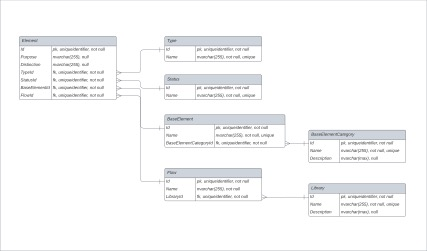 Element
Id pk, uniqueidentifier, not null
Purpose nvarchar(255), null
Distinction nvarchar(255), null
TypeId fk, uniqueidentifier, not null
StatusId fk, uniqueidentifier, not null
BaseElementId fk, uniqueidentifier, not null
FlowId fk, uniqueidentifier, not null
Type
Id pk, uniqueidentifier, not null
Name nvarchar(255), not null, unique
Status
Id pk, uniqueidentifier, not null
Name nvarchar(255), not null, unique
BaseElement
Id pk, uniqueidentifier, not null
Name nvarchar(255), not null, unique
BaseElementCategoryId fk, uniqueidentifier, not null
BaseElementCategory
Id pk, uniqueidentifier, not null
Name nvarchar(255), not null, unique
Description nvarchar(max), null
Flow
Id pk, uniqueidentifier, not null
Name nvarchar(255), not null
LibraryId fk, uniqueidentifier, not null
Library
Id pk, uniqueidentifier, not null
Name nvarchar(255), not null, unique
Description nvarchar(max), null